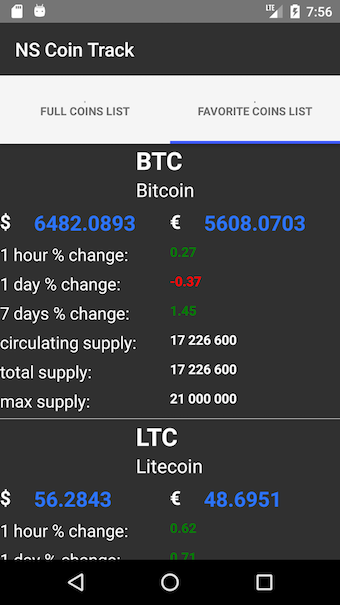 LTE 7:56
NS Coin Track
FULL COINS LIST FAVORITE COINS LIST
BTC
Bitcoin
$ 6482.0893 € 5608.0703
1 hour % change: 0.27
1 day % change: -0.37
7 days % change: 1.45
circulating supply: 17 226 600
total supply: 17 226 600
max supply: 21 000 000
LTC
Litecoin
$ 56.2843 € 48.6951
1 hour % change: 0.62
1 day % change: 0.71